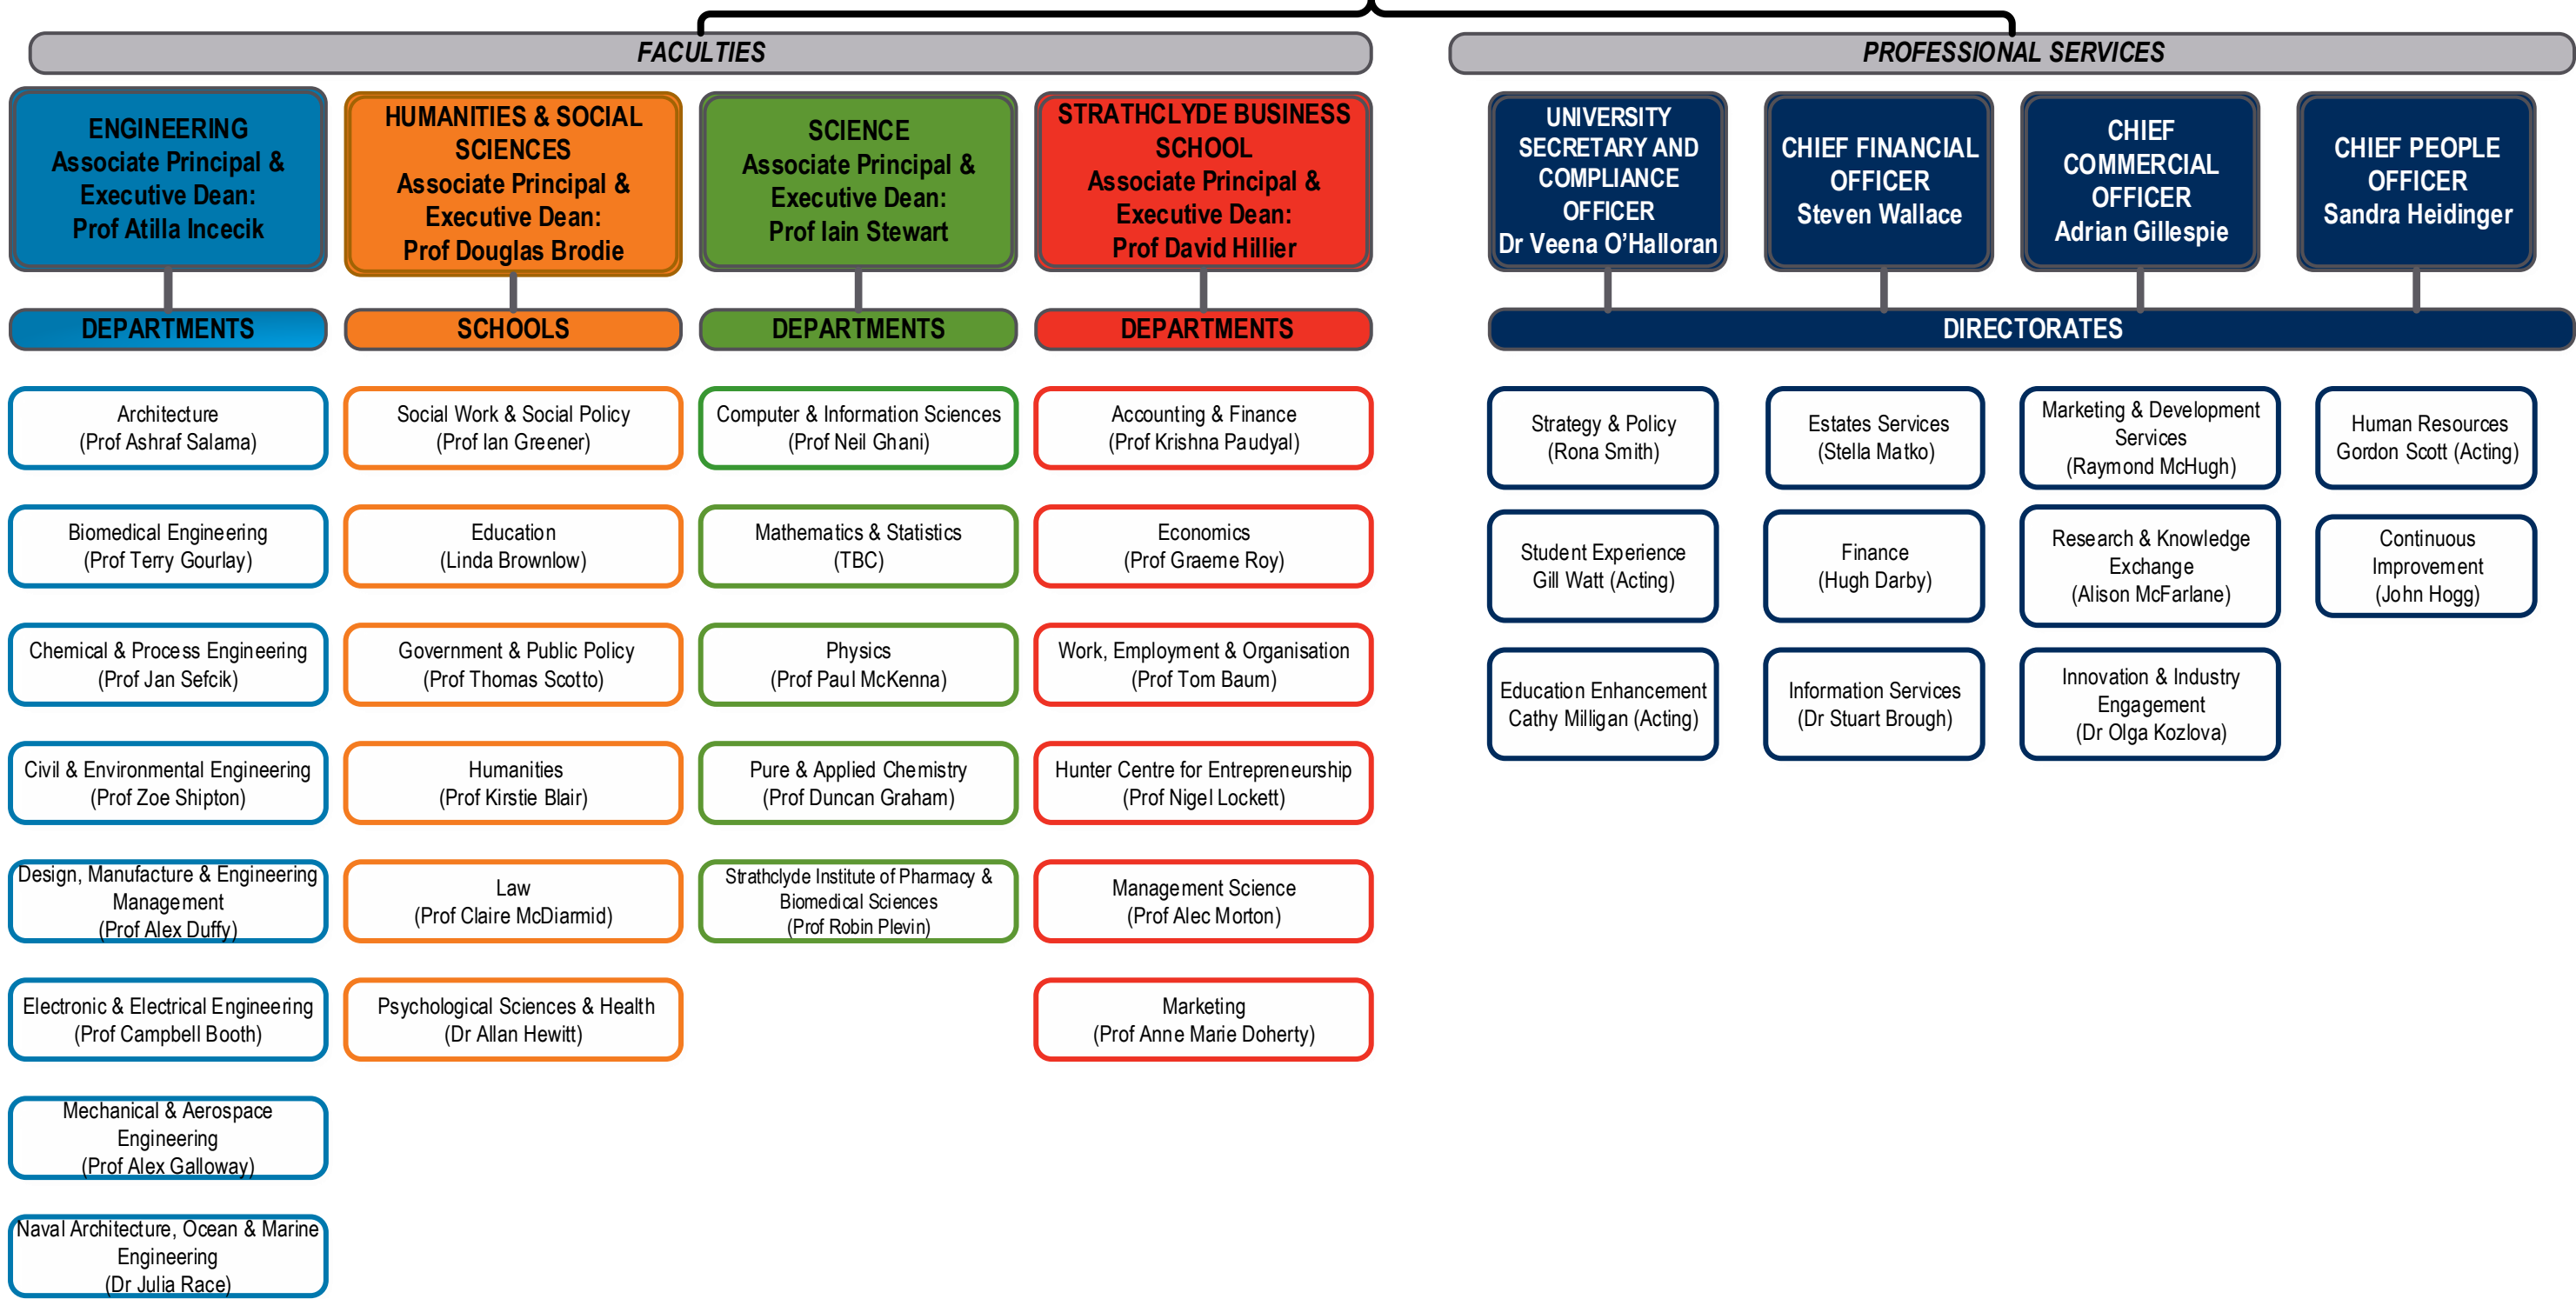 FACULTIES
PROFESSIONAL SERVICES
ENGINEERING
Associate Principal &
Executive Dean:
Prof Atilla Incecik
HUMANITIES & SOCIAL
SCIENCES
Associate Principal &
Executive Dean:
Prof Douglas Brodie
SCIENCE
Associate Principal &
Executive Dean:
Prof Iain Stewart
STRATHCLYDE BUSINESS
SCHOOL
Associate Principal &
Executive Dean:
Prof David Hillier
UNIVERSITY
SECRETARY AND
COMPLIANCE
OFFICER
Dr Veena O'Halloran
CHIEF FINANCIAL
OFFICER
Steven Wallace
CHIEF
COMMERCIAL
OFFICER
Adrian Gillespie
CHIEF PEOPLE
OFFICER
Sandra Heidinger
DEPARTMENTS
SCHOOLS
DEPARTMENTS
DEPARTMENTS
DIRECTORATES
Architecture
(Prof Ashraf Salama)
Biomedical Engineering
(Prof Terry Gourlay)
Chemical & Process Engineering
(Prof Jan Sefcik)
Civil & Environmental Engineering
(Prof Zoe Shipton)
Design, Manufacture & Engineering
Management
(Prof Alex Duffy)
Electronic & Electrical Engineering
(Prof Campbell Booth)
Mechanical & Aerospace
Engineering
(Prof Alex Galloway)
Naval Architecture, Ocean & Marine
Engineering
(Dr Julia Race)
Social Work & Social Policy
(Prof Ian Greener)
Education
(Linda Brownlow)
Government & Public Policy
(Prof Thomas Scotto)
Humanities
(Prof Kirstie Blair)
Law
(Prof Claire McDiarmid)
Psychological Sciences & Health
(Dr Allan Hewitt)
Computer & Information Sciences
(Prof Neil Ghani)
Mathematics & Statistics
(TBC)
Physics
(Prof Paul McKenna)
Pure & Applied Chemistry
(Prof Duncan Graham)
Strathclyde Institute of Pharmacy &
Biomedical Sciences
(Prof Robin Plevin)
Accounting & Finance
(Prof Krishna Paudyal)
Economics
(Prof Graeme Roy)
Work, Employment & Organisation
(Prof Tom Baum)
Hunter Centre for Entrepreneurship
(Prof Nigel Lockett)
Management Science
(Prof Alec Morton)
Marketing
(Prof Anne Marie Doherty)
Strategy & Policy
(Rona Smith)
Student Experience
Gill Watt (Acting)
Education Enhancement
Cathy Milligan (Acting)
Estates Services
(Stella Matko)
Finance
(Hugh Darby)
Information Services
(Dr Stuart Brough)
Marketing & Development
Services
(Raymond McHugh)
Research & Knowledge
Exchange
(Alison McFarlane)
Innovation & Industry
Engagement
(Dr Olga Kozlova)
Human Resources
Gordon Scott (Acting)
Continuous
Improvement
(John Hogg)